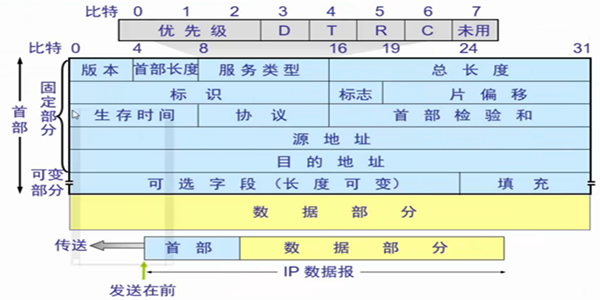 比特 0 1 2 3 4 5 6 7
优先级 D T R C 未用
比特 0 4 8 16 19 24 31
版本 首部长度 服务类型 总长度
标识 标志 片偏移
生存时间 协议 首部检验和
源地址
目的地址
可选字段（长度可变） 填充
首部
固定部分
可变部分
数据部分
传送 首部 数据部分
IP 数据报
发送在前